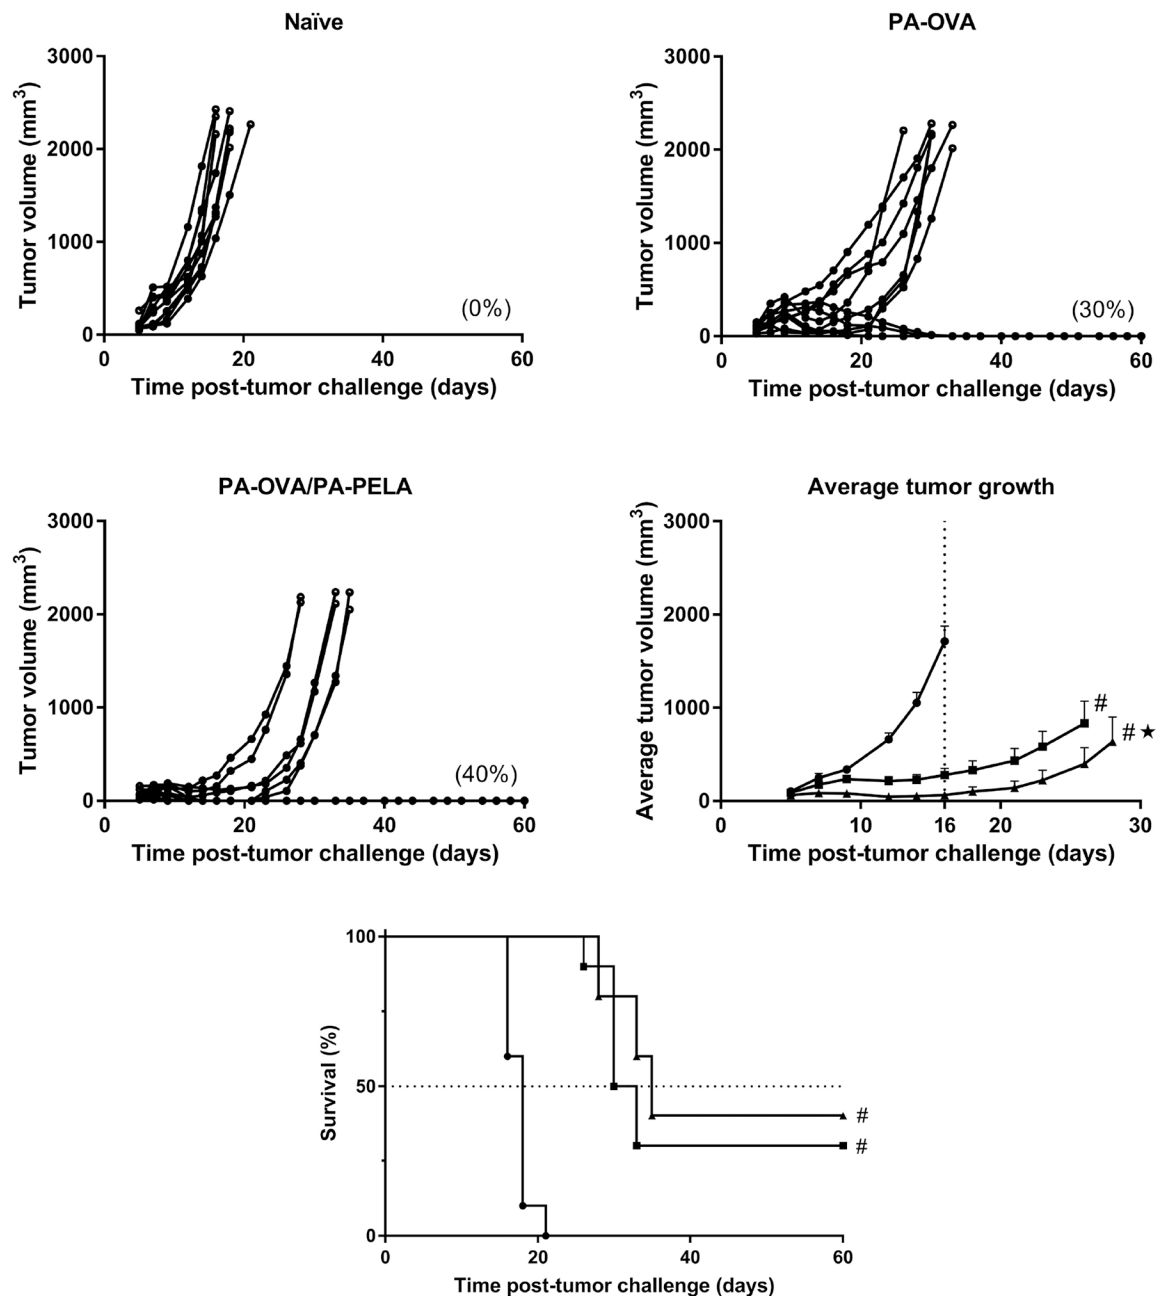 Naïve
3000
2000
1000
0
Tumor volume (mm3)
(0%)
0 20 40 60
Time post-tumor challenge (days)
PA-OVA
3000
2000
1000
0
Tumor volume (mm3)
(30%)
0 20 40 60
Time post-tumor challenge (days)
PA-OVA/PA-PELA
3000
2000
1000
0
Tumor volume (mm3)
(40%)
0 20 40 60
Time post-tumor challenge (days)
Average tumor growth
3000
2000
1000
0
Average tumor volume (mm3)
#
# ★
0 10 16 20 30
Time post-tumor challenge (days)
100
50
0
Survival (%)
#
#
0 20 40 60
Time post-tumor challenge (days)